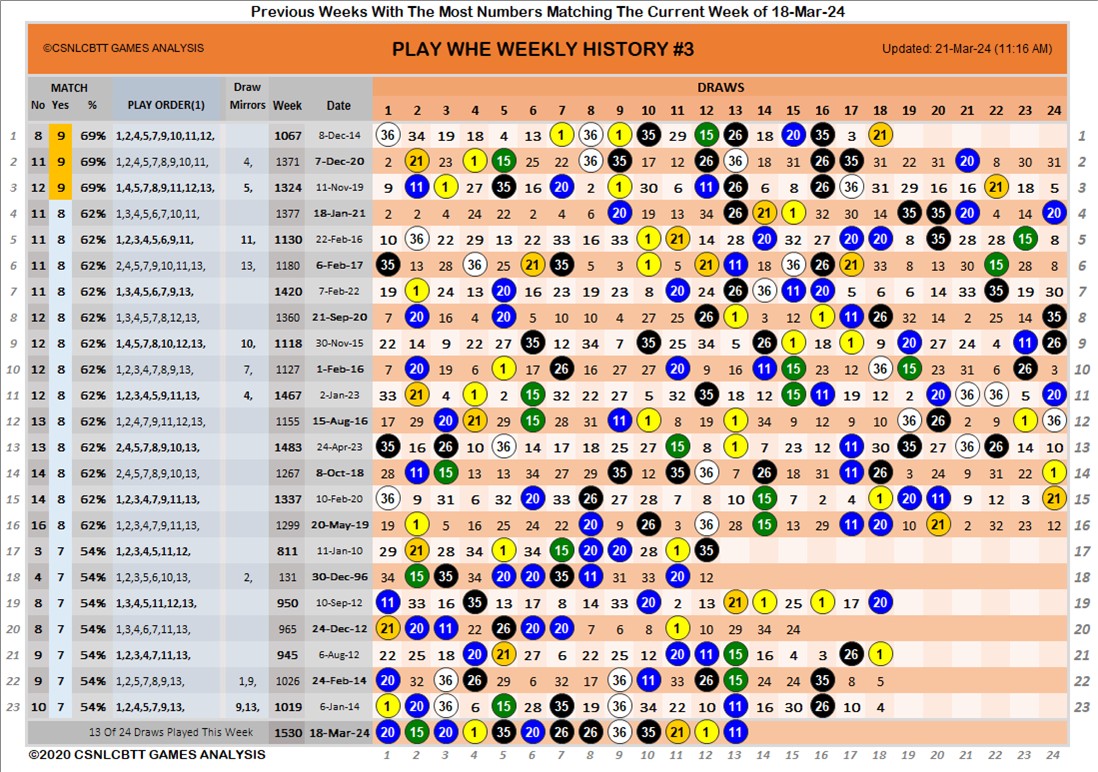 Previous Weeks With The Most Numbers Matching The Current Week of 18-Mar-24
©CSNLCBTT GAMES ANALYSIS PLAY WHE WEEKLY HISTORY #3 Updated: 21-Mar-24 (11:16 AM)
MATCH Draw DRAWS
No Yes % PLAY ORDER(1) Mirrors Week Date 1 2 3 4 5 6 7 8 9 10 11 12 13 14 15 16 17 18 19 20 21 22 23 24
1 8 9 69% 1,2,4,5,7,9,10,11,12, 1067 8-Dec-14 36 34 19 18 4 13 1 36 1 35 29 15 26 18 20 35 3 21 1
2 11 9 69% 1,2,4,5,7,8,9,10,11, 4, 1371 7-Dec-20 2 21 23 1 15 25 22 36 35 17 12 26 36 18 31 26 35 31 22 31 20 8 30 31 2
3 12 9 69% 1,4,5,7,8,9,11,12,13, 5, 1324 11-Nov-19 9 11 1 27 35 16 20 2 1 30 6 11 26 6 8 26 36 31 29 16 16 21 18 5 3
4 11 8 62% 1,3,4,5,6,7,10,11, 1377 18-Jan-21 2 2 4 24 22 2 4 6 20 19 13 34 26 21 1 32 30 14 35 35 20 4 14 20 4
5 11 8 62% 1,2,3,4,5,6,9,11, 11, 1130 22-Feb-16 10 36 22 29 13 22 33 16 33 1 21 14 28 20 32 27 20 20 8 35 28 28 15 8 5
6 11 8 62% 2,4,5,7,9,10,11,13, 13, 1180 6-Feb-17 35 13 28 36 25 21 35 5 3 1 5 21 11 18 36 26 21 33 8 13 30 15 28 8 6
7 11 8 62% 1,3,4,5,6,7,9,13, 1420 7-Feb-22 19 1 24 13 20 16 23 19 23 8 20 24 26 36 11 20 5 6 6 14 33 35 19 30 7
8 12 8 62% 1,3,4,5,7,8,12,13, 1360 21-Sep-20 7 20 16 4 20 5 10 10 4 27 25 26 1 3 12 1 11 26 32 14 2 25 14 35 8
9 12 8 62% 1,4,5,7,8,10,12,13, 10, 1118 30-Nov-15 22 14 9 22 27 35 12 34 7 35 25 34 5 26 1 18 1 9 20 27 24 4 11 26 9
10 12 8 62% 1,2,3,4,7,8,9,13, 7, 1127 1-Feb-16 7 20 19 6 1 17 26 17 27 11 20 9 16 11 15 23 12 36 15 23 31 6 26 3 10
11 12 8 62% 1,2,3,4,5,9,11,13, 4, 1467 2-Jan-23 33 21 4 1 2 15 32 22 27 5 32 35 18 12 15 11 19 12 2 20 36 36 5 20 11
12 13 8 62% 1,2,4,7,9,11,12,13, 1155 15-Aug-16 17 29 20 21 29 15 28 31 11 1 8 19 1 34 9 12 9 10 36 26 2 9 1 36 12
13 13 8 62% 2,4,5,7,8,9,10,13, 1483 24-Apr-23 35 16 26 10 36 14 17 18 25 27 15 8 1 7 23 12 11 30 35 27 36 26 14 10 13
14 14 8 62% 2,4,5,7,8,9,10,13, 1267 8-Oct-18 28 11 15 13 13 34 27 29 35 12 35 36 7 26 18 31 11 26 3 24 9 31 22 1 14
15 14 8 62% 1,2,3,4,7,9,11,13, 1337 10-Feb-20 36 9 31 6 32 20 33 26 27 28 7 8 10 15 7 2 4 1 20 11 9 12 3 21 15
16 16 8 62% 1,2,3,4,7,9,11,13, 1299 20-May-19 19 1 5 16 25 24 22 20 9 26 3 36 28 15 13 29 11 20 10 21 2 32 23 12 16
17 3 7 54% 1,2,3,4,5,11,12, 811 11-Jan-10 29 21 28 34 1 34 15 20 20 28 1 35 17
18 4 7 54% 1,2,3,5,6,10,13, 2, 131 30-Dec-96 34 15 35 34 20 20 35 11 31 33 20 12 18
19 8 7 54% 1,3,4,5,11,12,13, 950 10-Sep-12 11 33 16 35 13 17 8 14 33 20 2 13 21 1 25 1 17 20 19
20 8 7 54% 1,3,4,6,7,11,13, 965 24-Dec-12 21 20 11 22 26 20 20 7 6 8 1 10 29 34 24 20
21 9 7 54% 1,2,3,4,7,11,13, 945 6-Aug-12 22 25 18 20 21 27 6 22 25 12 20 11 15 16 4 3 26 1 21
22 9 7 54% 1,2,5,7,8,9,13, 1,9, 1026 24-Feb-14 20 32 36 26 29 6 32 17 36 11 33 26 15 24 24 35 8 5 22
23 10 7 54% 1,2,4,5,7,9,13, 9,13, 1019 6-Jan-14 1 20 36 6 15 28 35 29 36 34 22 10 11 16 30 26 10 4 23
13 Of 24 Draws Played This Week 1530 18-Mar-24 20 15 20 1 35 20 26 26 36 35 21 1 11
©2020 CSNLCBTT GAMES ANALYSIS 1 2 3 4 5 6 7 8 9 10 11 12 13 14 15 16 17 18 19 20 21 22 23 24